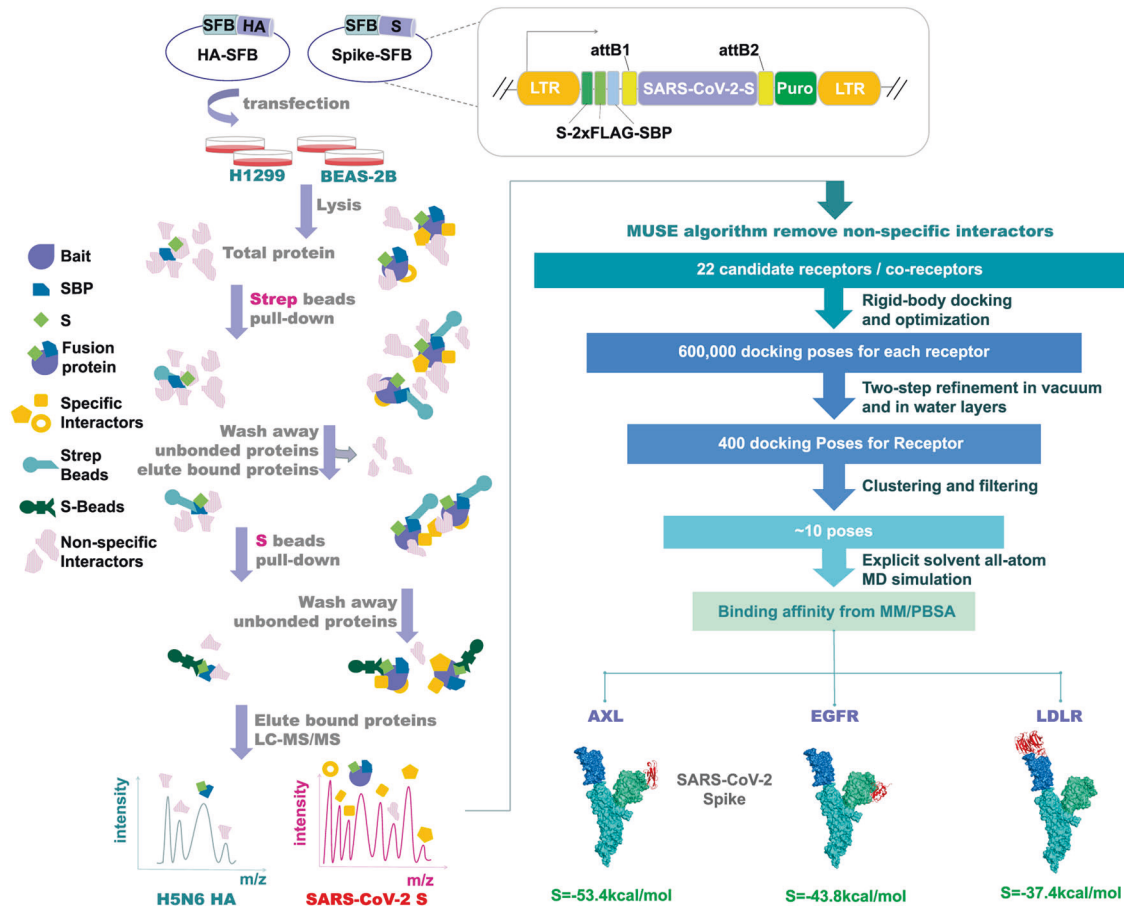 SFB HA
HA-SFB
SFB S
Spike-SFB
attB1
attB2
LTR
SARS-CoV-2-S
Puro
LTR
S-2xFLAG-SBP
transfection
H1299
BEAS-2B
Lysis
Total protein
Strep beads
pull-down
Wash away
unbonded proteins
elute bound proteins
S beads
pull-down
Wash away
unbonded proteins
Elute bound proteins
LC-MS/MS
Bait
SBP
S
Fusion
protein
Specific
Interactors
Strep
Beads
S-Beads
Non-specific
Interactors
intensity
m/z
H5N6 HA
intensity
m/z
SARS-CoV-2 S
MUSE algorithm remove non-specific interactors
22 candidate receptors / co-receptors
Rigid-body docking
and optimization
600,000 docking poses for each receptor
Two-step refinement in vacuum
and in water layers
400 docking Poses for Receptor
Clustering and filtering
~10 poses
Explicit solvent all-atom
MD simulation
Binding affinity from MM/PBSA
AXL
EGFR
LDLR
SARS-CoV-2
Spike
S=-53.4kcal/mol
S=-43.8kcal/mol
S=-37.4kcal/mol